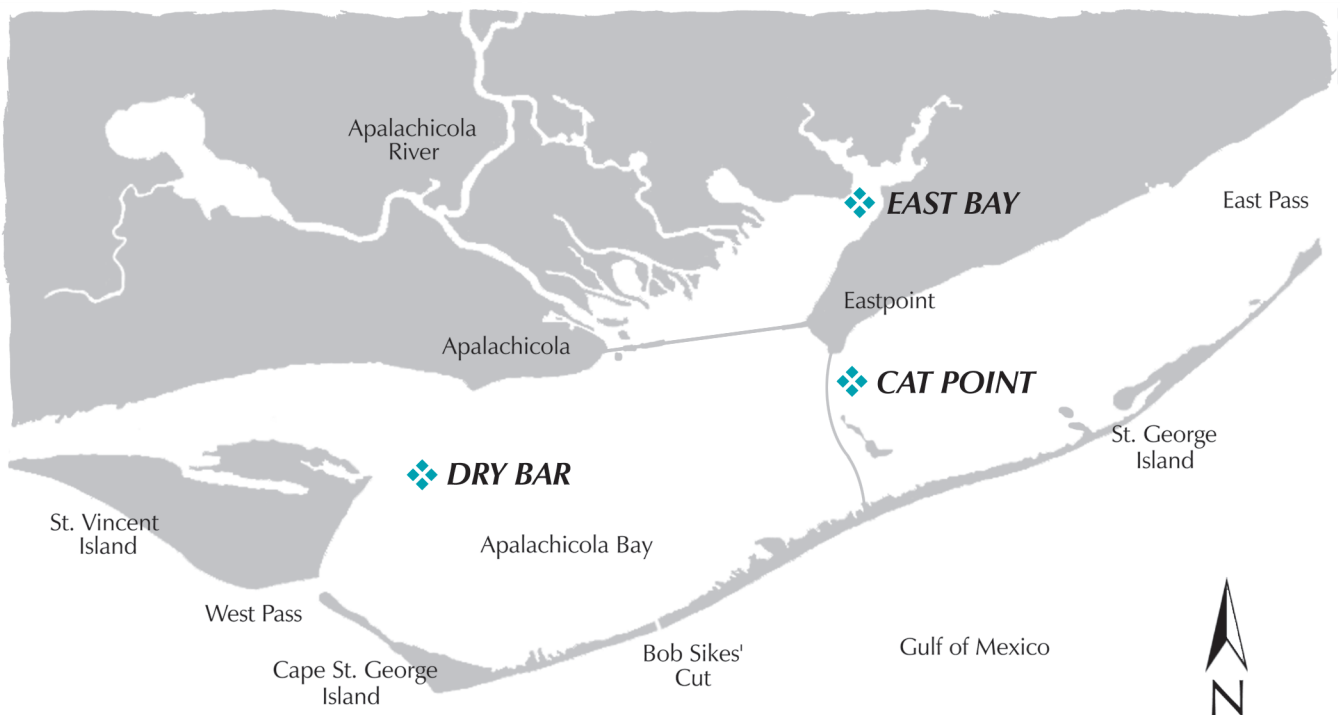 Apalachicola
River
EAST BAY
East Pass
Eastpoint
Apalachicola
CAT POINT
St. George
Island
DRY BAR
St. Vincent
Island
Apalachicola Bay
West Pass
Bob Sikes'
Cut
Gulf of Mexico
Cape St. George
Island
N